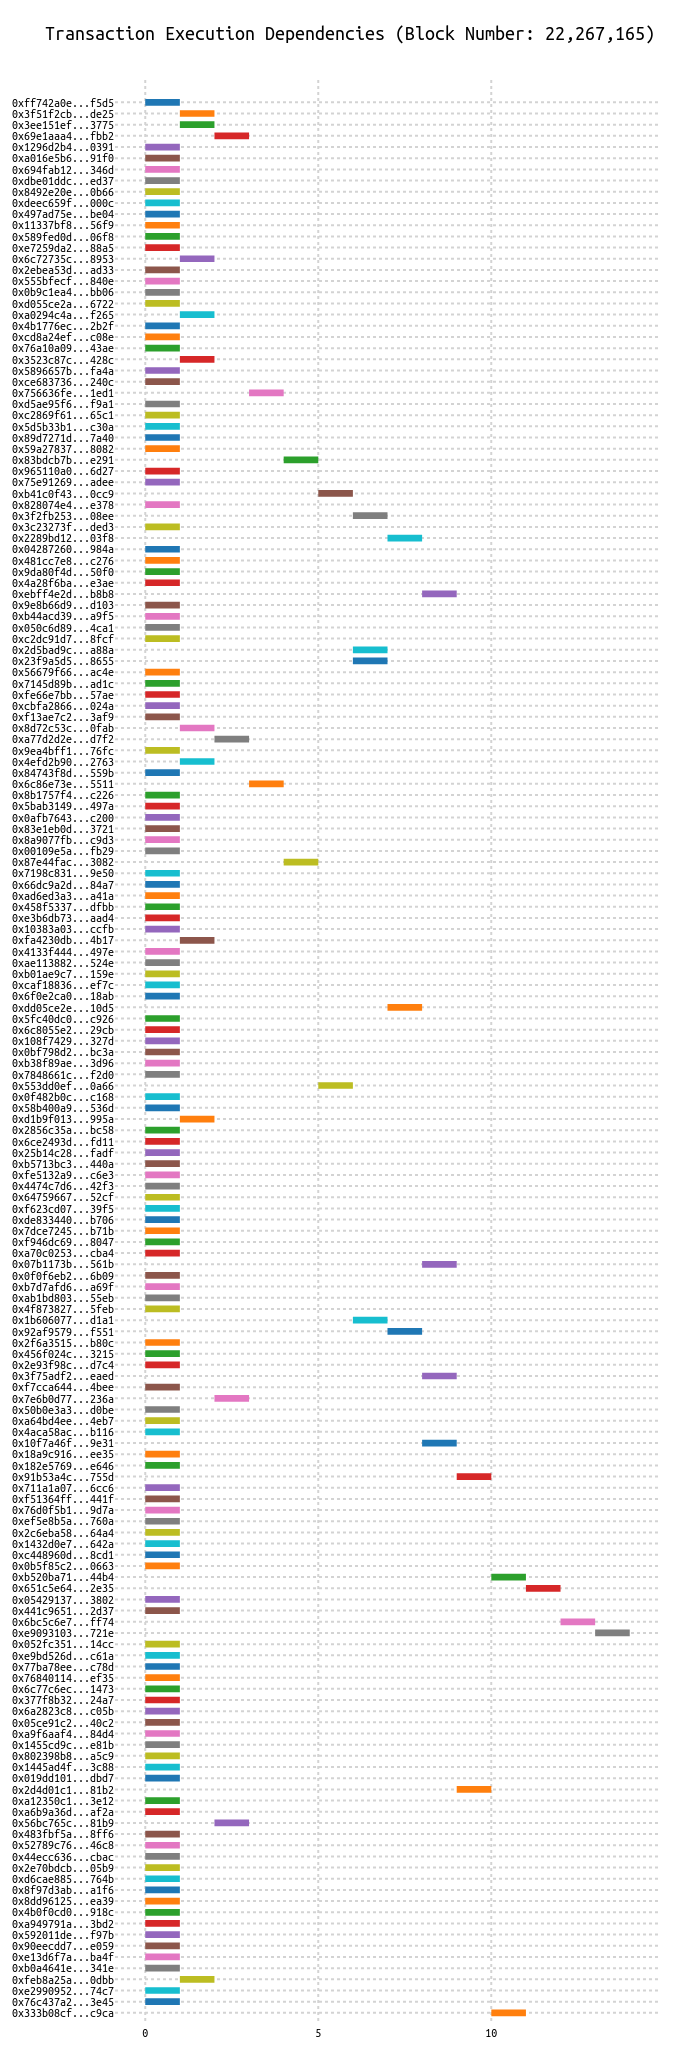 Transaction Execution Dependencies (Block Number: 22,267,165)
0xff742a0e...f5d5
0x3f51f2cb...de25
0x3ee151ef...3775
0x69e1aaa4...fbb2
0x1296d2b4...0391
0xa016e5b6...91f0
0x694fab12...346d
0xdbe01ddc...ed37
0x8492e20e...0b66
0xdeec659f...000c
0x497ad75e...be04
0x11337bf8...56f9
0x589fed0d...06f8
0xe7259da2...88a5
0x6c72735c...8953
0x2ebea53d...ad33
0x555bfecf...840e
0x0b9c1ea4...bb06
0xd055ce2a...6722
0xa0294c4a...f265
0x4b1776ec...2b2f
0xcd8a24ef...c08e
0x76a10a09...43ae
0x3523c87c...428c
0x5896657b...fa4a
0xce683736...240c
0x756636fe...1ed1
0xd5ae95f6...f9a1
0xc2869f61...65c1
0x5d5b33b1...c30a
0x89d7271d...7a40
0x59a27837...8082
0x83bdcb7b...e291
0x965110a0...6d27
0x75e91269...adee
0xb41c0f43...0cc9
0x828074e4...e378
0x3f2fb253...08ee
0x3c23273f...ded3
0x2289bd12...03f8
0x04287260...984a
0x481cc7e8...c276
0x9da80f4d...50f0
0x4a28f6ba...e3ae
0xebff4e2d...b8b8
0x9e8b66d9...d103
0xb44acd39...a9f5
0x050c6d89...4ca1
0xc2dc91d7...8fcf
0x2d5bad9c...a88a
0x23f9a5d5...8655
0x56679f66...ac4e
0x7145d89b...ad1c
0xfe66e7bb...57ae
0xcbfa2866...024a
0xf13ae7c2...3af9
0x8d72c53c...0fab
0xa77d2d2e...d7f2
0x9ea4bff1...76fc
0x4efd2b90...2763
0x84743f8d...559b
0x6c86e73e...5511
0x8b1757f4...c226
0x5bab3149...497a
0x0afb7643...c200
0x83e1eb0d...3721
0x8a9077fb...c9d3
0x00109e5a...fb29
0x87e44fac...3082
0x7198c831...9e50
0x66dc9a2d...84a7
0xad6ed3a3...a41a
0x458f5337...dfbb
0xe3b6db73...aad4
0x10383a03...ccfb
0xfa4230db...4b17
0x4133f444...497e
0xae113882...524e
0xb01ae9c7...159e
0xcaf18836...ef7c
0x6f0e2ca0...18ab
0xdd05ce2e...10d5
0x5fc40dc0...c926
0x6c8055e2...29cb
0x108f7429...327d
0x0bf798d2...bc3a
0xb38f89ae...3d96
0x7848661c...f2d0
0x553dd0ef...0a66
0x0f482b0c...c168
0x58b400a9...536d
0xd1b9f013...995a
0x2856c35a...bc58
0x6ce2493d...fd11
0x25b14c28...fadf
0xb5713bc3...440a
0xfe5132a9...c6e3
0x4474c7d6...42f3
0x64759667...52cf
0xf623cd07...39f5
0xde833440...b706
0x7dce7245...b71b
0xf946dc69...8047
0xa70c0253...cba4
0x07b1173b...561b
0x0f0f6eb2...6b09
0xb7d7afd6...a69f
0xab1bd803...55eb
0x4f873827...5feb
0x1b606077...d1a1
0x92af9579...f551
0x2f6a3515...b80c
0x456f024c...3215
0x2e93f98c...d7c4
0x3f75adf2...eaed
0xf7cca644...4bee
0x7e6b0d77...236a
0x50b0e3a3...d0be
0xa64bd4ee...4eb7
0x4aca58ac...b116
0x10f7a46f...9e31
0x18a9c916...ee35
0x182e5769...e646
0x91b53a4c...755d
0x711a1a07...6cc6
0xf51364ff...441f
0x76d0f5b1...9d7a
0xef5e8b5a...760a
0x2c6eba58...64a4
0x1432d0e7...642a
0xc448960d...8cd1
0x0b5f85c2...0663
0xb520ba71...44b4
0x651c5e64...2e35
0x05429137...3802
0x441c9651...2d37
0x6bc5c6e7...ff74
0xe9093103...721e
0x052fc351...14cc
0xe9bd526d...c61a
0x77ba78ee...c78d
0x76840114...ef35
0x6c77c6ec...1473
0x377f8b32...24a7
0x6a2823c8...c05b
0x05ce91c2...40c2
0xa9f6aaf4...84d4
0x1455cd9c...e81b
0x802398b8...a5c9
0x1445ad4f...3c88
0x019dd101...dbd7
0x2d4d01c1...81b2
0xa12350c1...3e12
0xa6b9a36d...af2a
0x56bc765c...81b9
0x483fbf5a...8ff6
0x52789c76...46c8
0x44ecc636...cbac
0x2e70bdcb...05b9
0xd6cae885...764b
0x8f97d3ab...a1f6
0x8dd96125...ea39
0x4b0f0cd0...918c
0xa949791a...3bd2
0x592011de...f97b
0x90eecdd7...e059
0xe13d6f7a...ba4f
0xb0a4641e...341e
0xfeb8a25a...0dbb
0xe2990952...74c7
0x76c437a2...3e45
0x333b08cf...c9ca
0 5 10